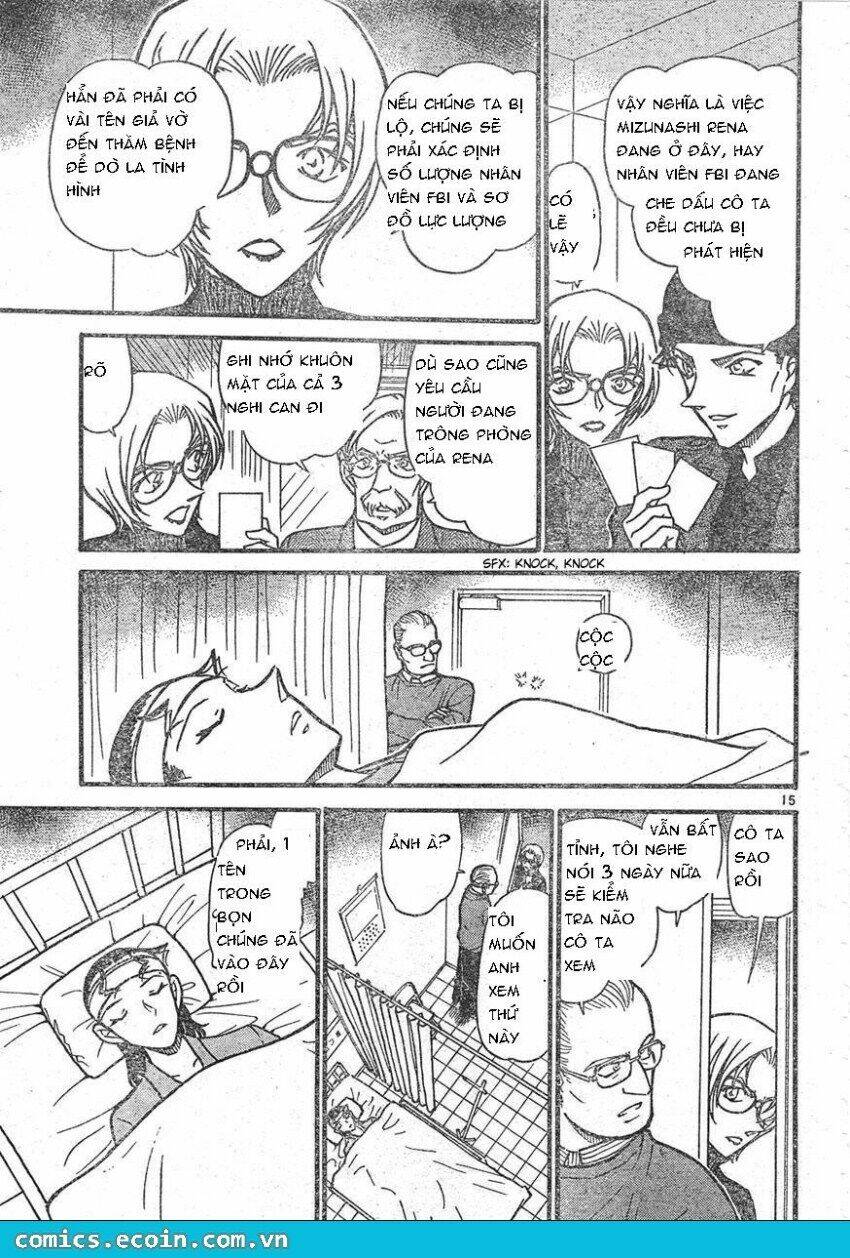 VẬY NGHĨA LÀ VIỆC
MIZUNASHI RENA
ĐANG Ở ĐÂY, HAY
NHÂN VIÊN FBI ĐANG
CHE DẤU CÔ TA
ĐỀU CHƯA BỊ
PHÁT HIỆN
CÓ
LẼ
VẬY
NẾU CHÚNG TA BỊ
LỘ, CHÚNG SẼ
PHẢI XÁC ĐỊNH
SỐ LƯỢNG NHÂN
VIÊN FBI VÀ SƠ
ĐỒ LỰC LƯỢNG
HẲN ĐÃ PHẢI CÓ
VÀI TÊN GIẢ VỜ
ĐẾN THĂM BỆNH
ĐỂ DÒ LA TÌNH
HÌNH
DÙ SAO CŨNG
YÊU CẦU
NGƯỜI ĐANG
TRÔNG PHÒNG
CỦA RENA
GHI NHỚ KHUÔN
MẶT CỦA CẢ 3
NGHI CAN ĐI
RÕ
SFX: KNOCK, KNOCK
CỘC
CỘC
15
CÔ TA
SAO
RỒI
VẪN BẤT
TỈNH, TÔI NGHE
NÓI 3 NGÀY NỮA
SẼ KIỂM
TRA NÃO
CÔ TA
XEM
TÔI
MUỐN
ANH
XEM
THỨ
NÀY
ẢNH À?
PHẢI, 1
TÊN
TRONG
BỌN
CHÚNG ĐÃ
VÀO ĐÂY
RỒI
comics.ecoin.com.vn